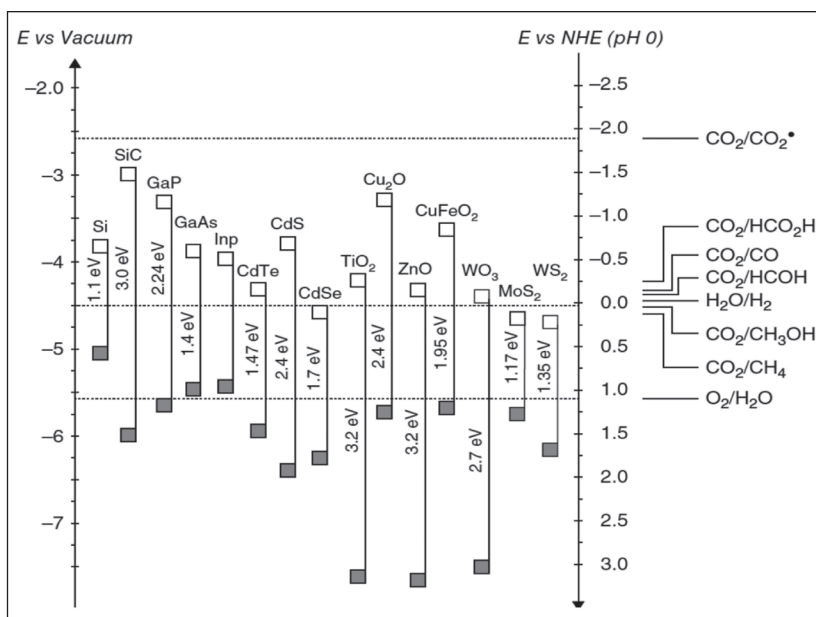 E vs Vacuum
E vs NHE (pH 0)
−2.0
−3
−4
−5
−6
−7
−2.5
−2.0
−1.5
−1.0
−0.5
0.0
0.5
1.0
1.5
2.0
2.5
3.0
Si
1.1 eV
SiC
3.0 eV
GaP
2.24 eV
GaAs
1.4 eV
Inp
CdTe
1.47 eV
CdS
2.4 eV
CdSe
1.7 eV
TiO₂
3.2 eV
Cu₂O
2.4 eV
ZnO
3.2 eV
CuFeO₂
1.95 eV
WO₃
2.7 eV
MoS₂
1.17 eV
WS₂
1.35 eV
CO₂/CO₂•
CO₂/HCO₂H
CO₂/CO
CO₂/HCOH
H₂O/H₂
CO₂/CH₃OH
CO₂/CH₄
O₂/H₂O